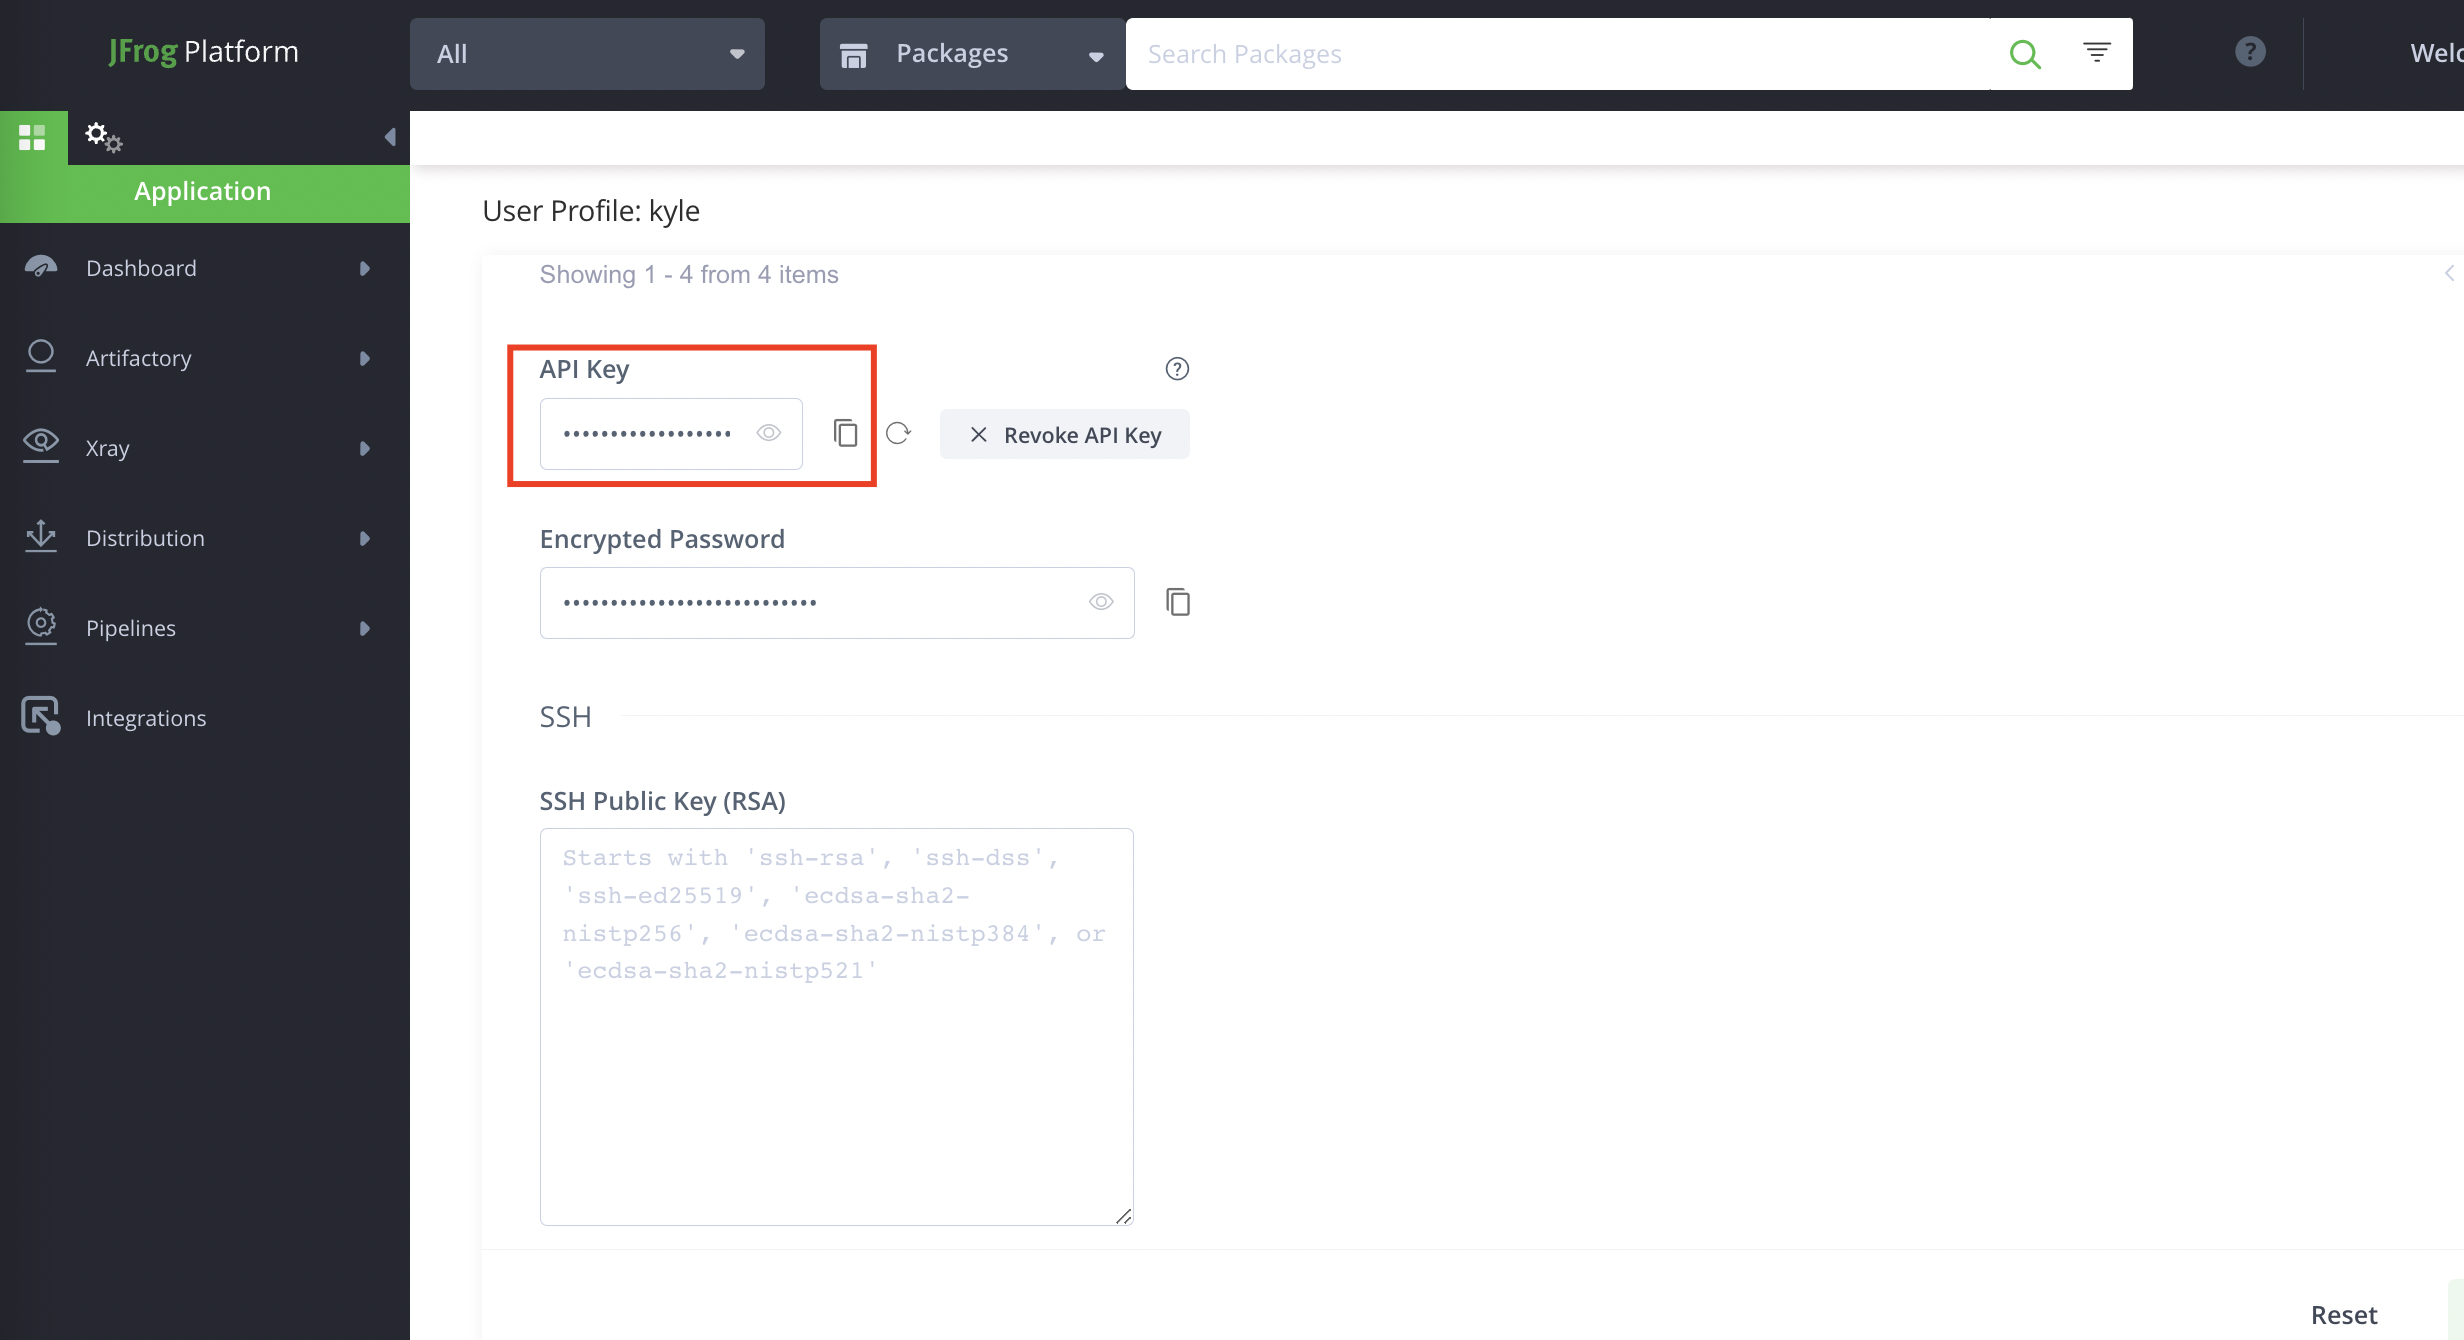 JFrog Platform
All
Packages
Search Packages
?
Welc
Application
Dashboard
Artifactory
Xray
Distribution
Pipelines
Integrations
User Profile: kyle
Showing 1 - 4 from 4 items
API Key
?
••••••••••••••••••
Revoke API Key
Encrypted Password
•••••••••••••••••••••••••••
SSH
SSH Public Key (RSA)
Starts with 'ssh-rsa', 'ssh-dss',
'ssh-ed25519', 'ecdsa-sha2-
nistp256', 'ecdsa-sha2-nistp384', or
'ecdsa-sha2-nistp521'
Reset